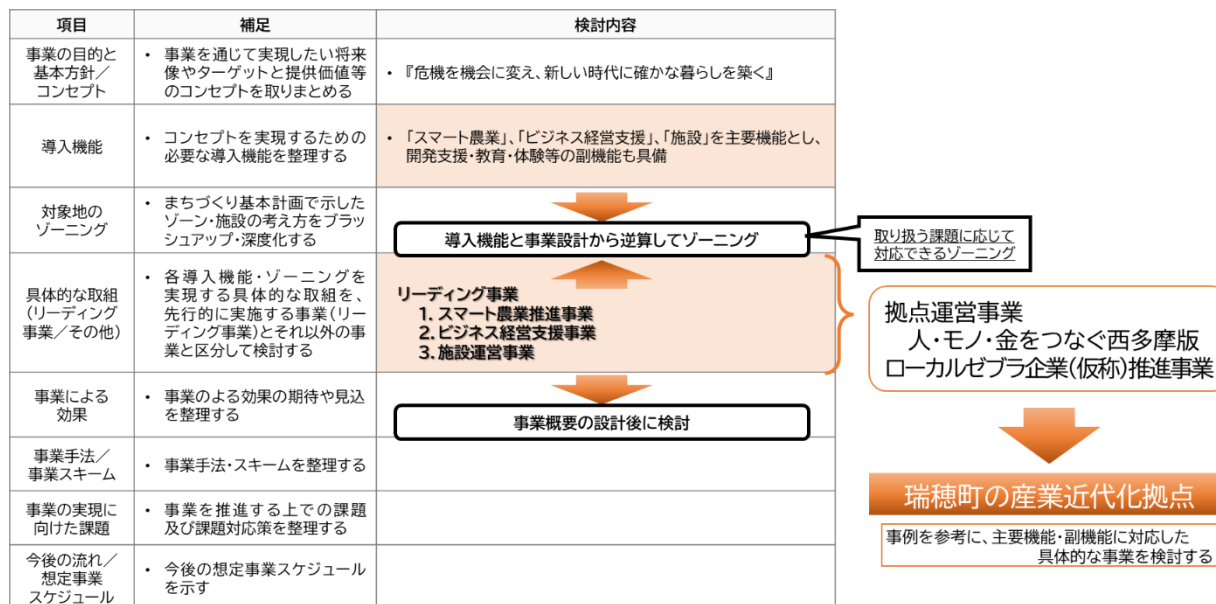 項目
補足
検討内容
事業の目的と
基本方針／
コンセプト
• 事業を通じて実現したい将来
像やターゲットと提供価値等
のコンセプトを取りまとめる
• 『危機を機会に変え、新しい時代に確かな暮らしを築く』
導入機能
• コンセプトを実現するための
必要な導入機能を整理する
• 「スマート農業」、「ビジネス経営支援」、「施設」を主要機能とし、
開発支援・教育・体験等の副機能も具備
対象地の
ゾーニング
• まちづくり基本計画で示した
ゾーン・施設の考え方をブラッ
シュアップ・深度化する
導入機能と事業設計から逆算してゾーニング
取り扱う課題に応じて
対応できるゾーニング
具体的な取組
(リーディング
事業／その他)
• 各導入機能・ゾーニングを
実現する具体的な取組を、
先行的に実施する事業(リー
ディング事業)とそれ以外の事
業と区分して検討する
リーディング事業
1. スマート農業推進事業
2. ビジネス経営支援事業
3. 施設運営事業
拠点運営事業
人・モノ・金をつなぐ西多摩版
ローカルゼブラ企業(仮称)推進事業
事業による
効果
• 事業のよる効果の期待や見込
を整理する
事業概要の設計後に検討
事業手法／
事業スキーム
• 事業手法・スキームを整理する
事業の実現に
向けた課題
• 事業を推進する上での課題
及び課題対応策を整理する
今後の流れ／
想定事業
スケジュール
• 今後の想定事業スケジュール
を示す
瑞穂町の産業近代化拠点
事例を参考に、主要機能・副機能に対応した
具体的な事業を検討する